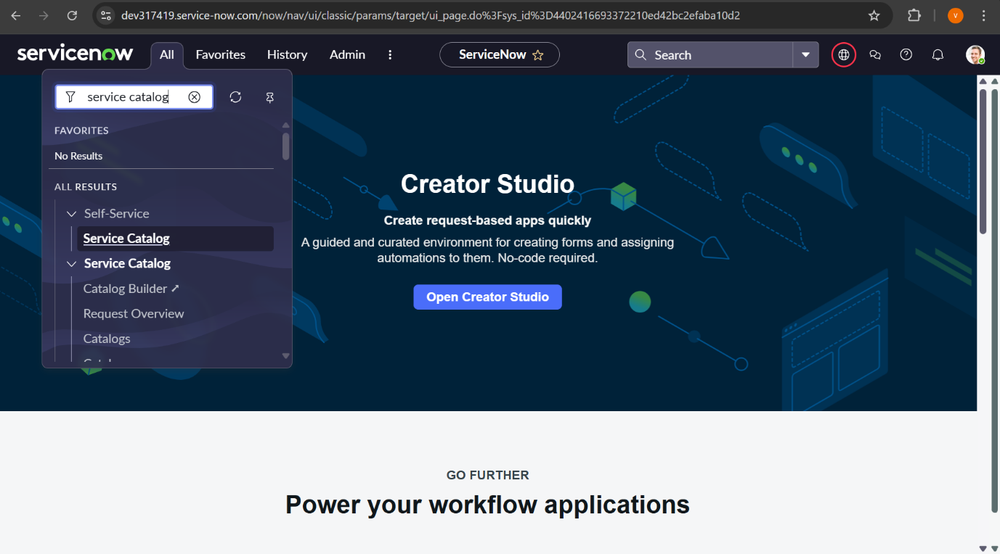 dev317419.service-now.com/now/nav/ui/classic/params/target/ui_page.do%3Fsys_id%3D4402416693372210ed42bc2efaba10d2
V
servicenow
All
Favorites
History
Admin
ServiceNow
Search
service catalog
FAVORITES
No Results
ALL RESULTS
Self-Service
Service Catalog
Service Catalog
Catalog Builder
Request Overview
Catalogs
Creator Studio
Create request-based apps quickly
A guided and curated environment for creating forms and assigning
automations to them. No-code required.
Open Creator Studio
GO FURTHER
Power your workflow applications